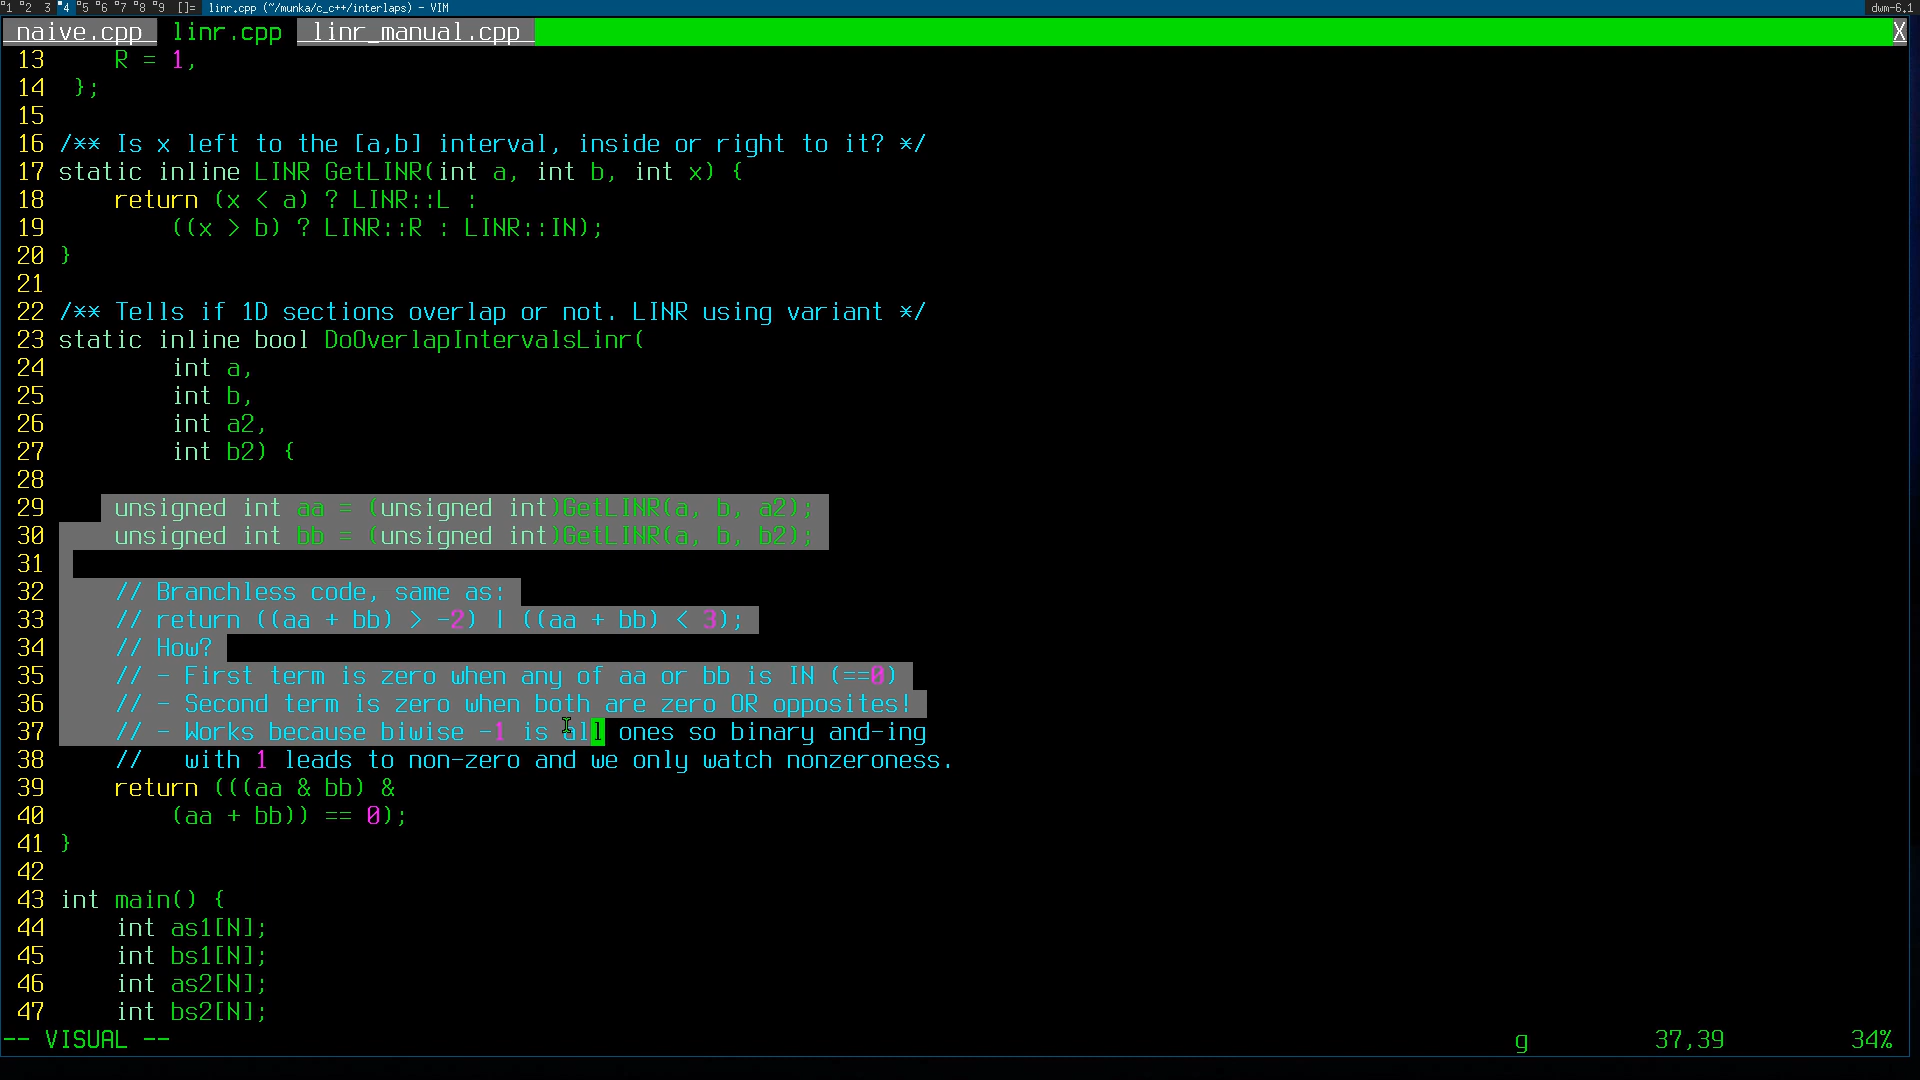 1 2 3 4 5 6 7 8 9 []= linr.cpp (~/munka/c_c++/interlaps) - VIM dwm-6.1
naive.cpp linr.cpp linr_manual.cpp X
13     R = 1,
14  };
15
16 /** Is x left to the [a,b] interval, inside or right to it? */
17 static inline LINR GetLINR(int a, int b, int x) {
18     return (x < a) ? LINR::L :
19         ((x > b) ? LINR::R : LINR::IN);
20 }
21
22 /** Tells if 1D sections overlap or not. LINR using variant */
23 static inline bool DoOverlapIntervalsLinr(
24         int a,
25         int b,
26         int a2,
27         int b2) {
28
29     unsigned int aa = (unsigned int)GetLINR(a, b, a2);
30     unsigned int bb = (unsigned int)GetLINR(a, b, b2);
31
32     // Branchless code, same as:
33     // return ((aa + bb) > -2) | ((aa + bb) < 3);
34     // How?
35     // - First term is zero when any of aa or bb is IN (==0)
36     // - Second term is zero when both are zero OR opposites!
37     // - Works because biwise -1 is all ones so binary and-ing
38     //   with 1 leads to non-zero and we only watch nonzeroness.
39     return (((aa & bb) &
40         (aa + bb)) == 0);
41 }
42
43 int main() {
44     int as1[N];
45     int bs1[N];
46     int as2[N];
47     int bs2[N];
-- VISUAL -- g 37,39 34%